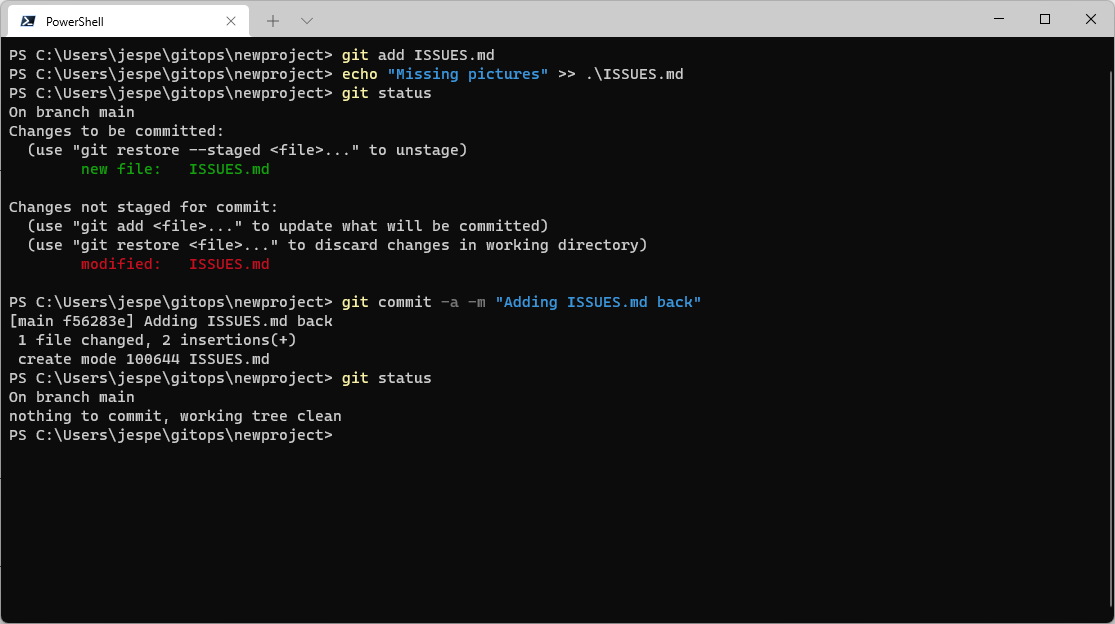 PowerShell
PS C:\Users\jespe\gitops\newproject> git add ISSUES.md
PS C:\Users\jespe\gitops\newproject> echo "Missing pictures" >> .\ISSUES.md
PS C:\Users\jespe\gitops\newproject> git status
On branch main
Changes to be committed:
  (use "git restore --staged <file>..." to unstage)
        new file:   ISSUES.md

Changes not staged for commit:
  (use "git add <file>..." to update what will be committed)
  (use "git restore <file>..." to discard changes in working directory)
        modified:   ISSUES.md

PS C:\Users\jespe\gitops\newproject> git commit -a -m "Adding ISSUES.md back"
[main f56283e] Adding ISSUES.md back
 1 file changed, 2 insertions(+)
 create mode 100644 ISSUES.md
PS C:\Users\jespe\gitops\newproject> git status
On branch main
nothing to commit, working tree clean
PS C:\Users\jespe\gitops\newproject>